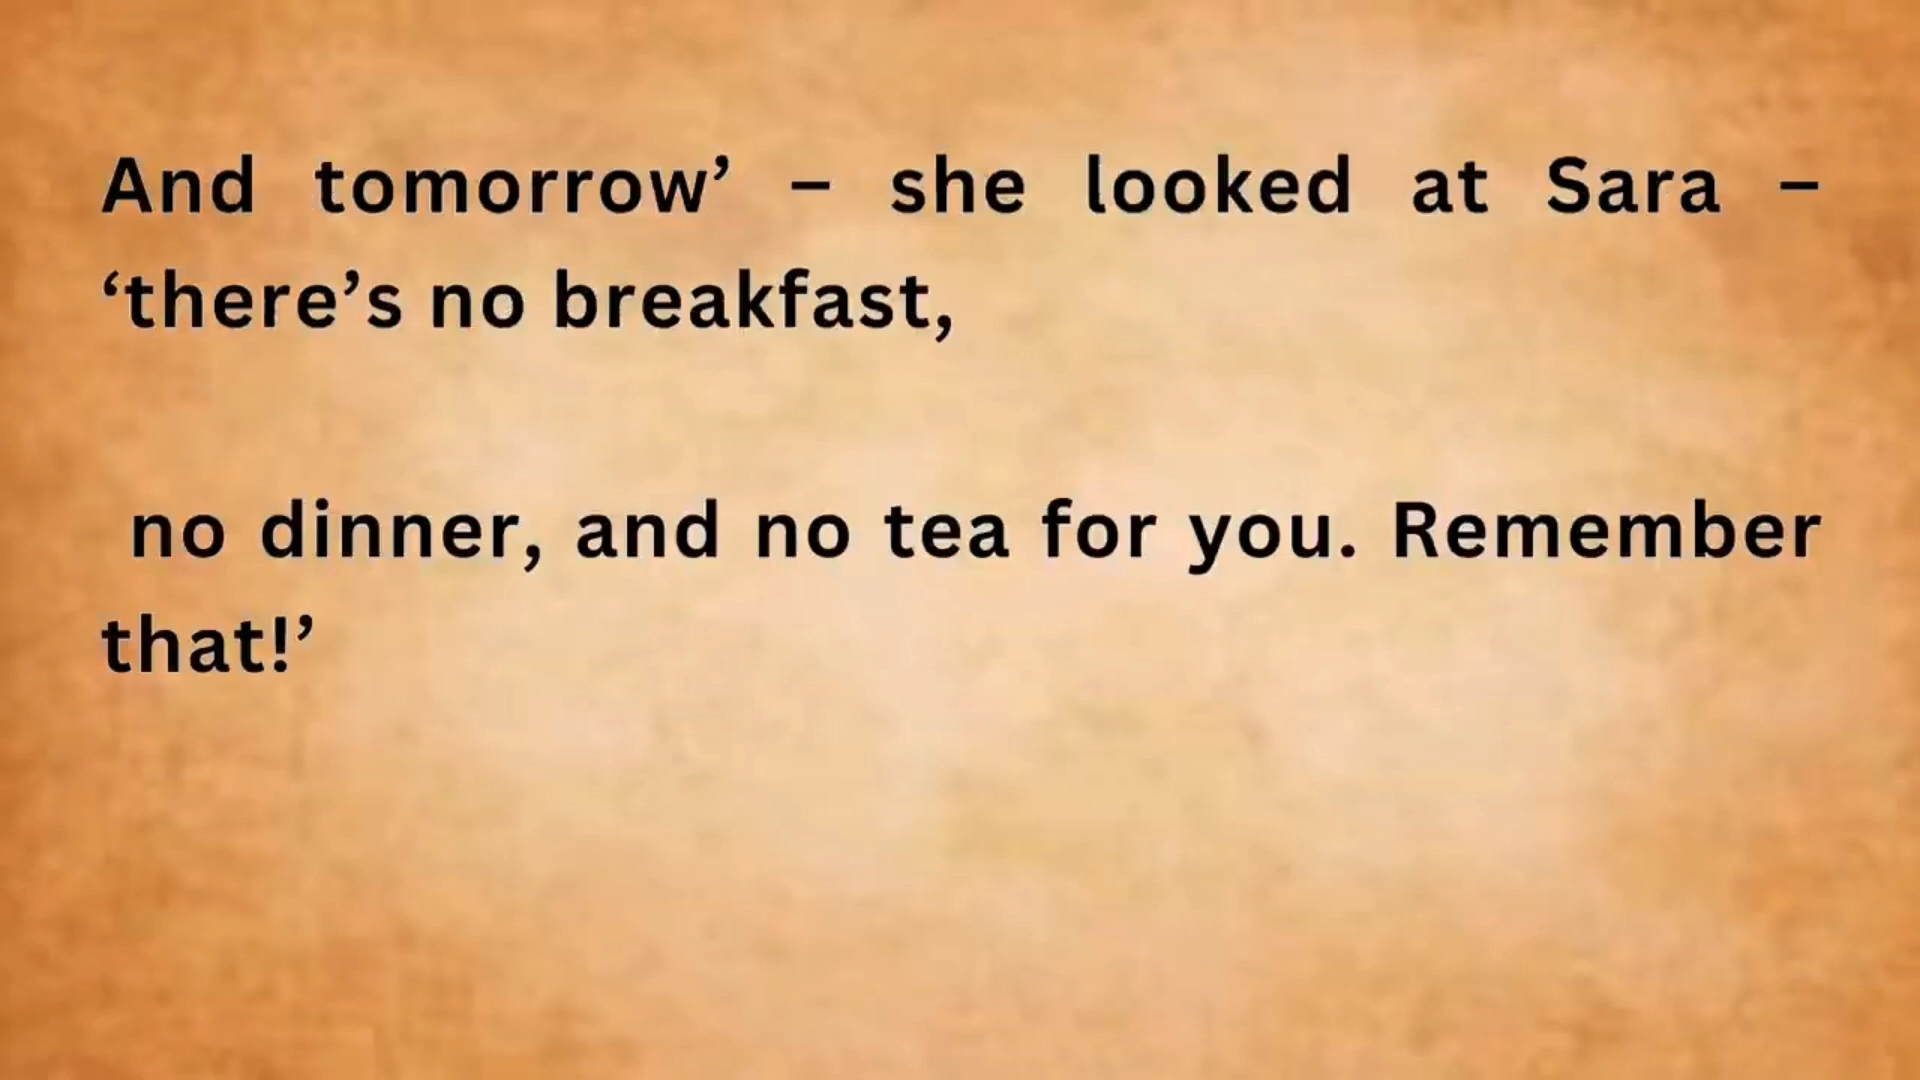 And tomorrow’ – she looked at Sara –
‘there’s no breakfast,
no dinner, and no tea for you. Remember
that!’